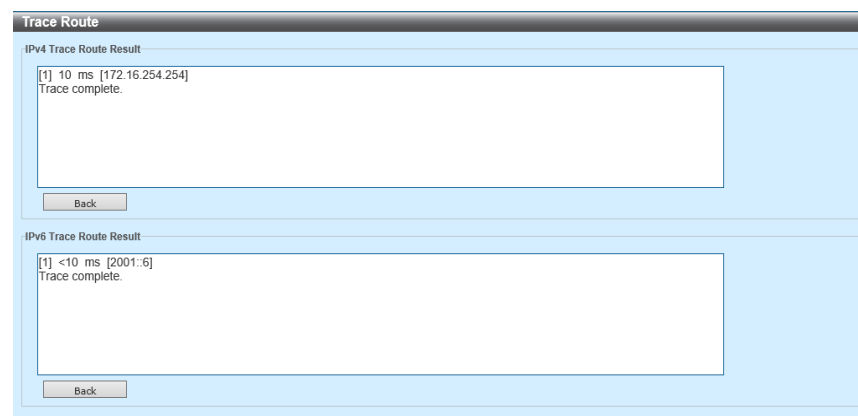 Trace Route
IPv4 Trace Route Result
[1] 10 ms [172.16.254.254]
Trace complete.
Back
IPv6 Trace Route Result
[1] <10 ms [2001::6]
Trace complete.
Back